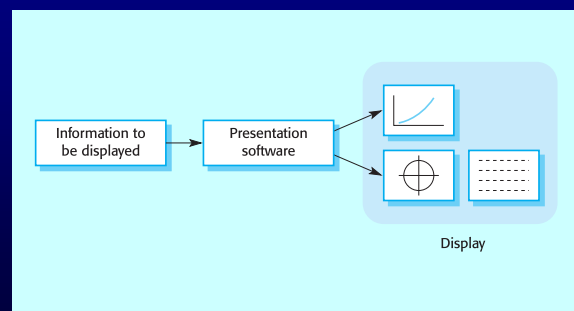 Information to
be displayed
Presentation
software
Display